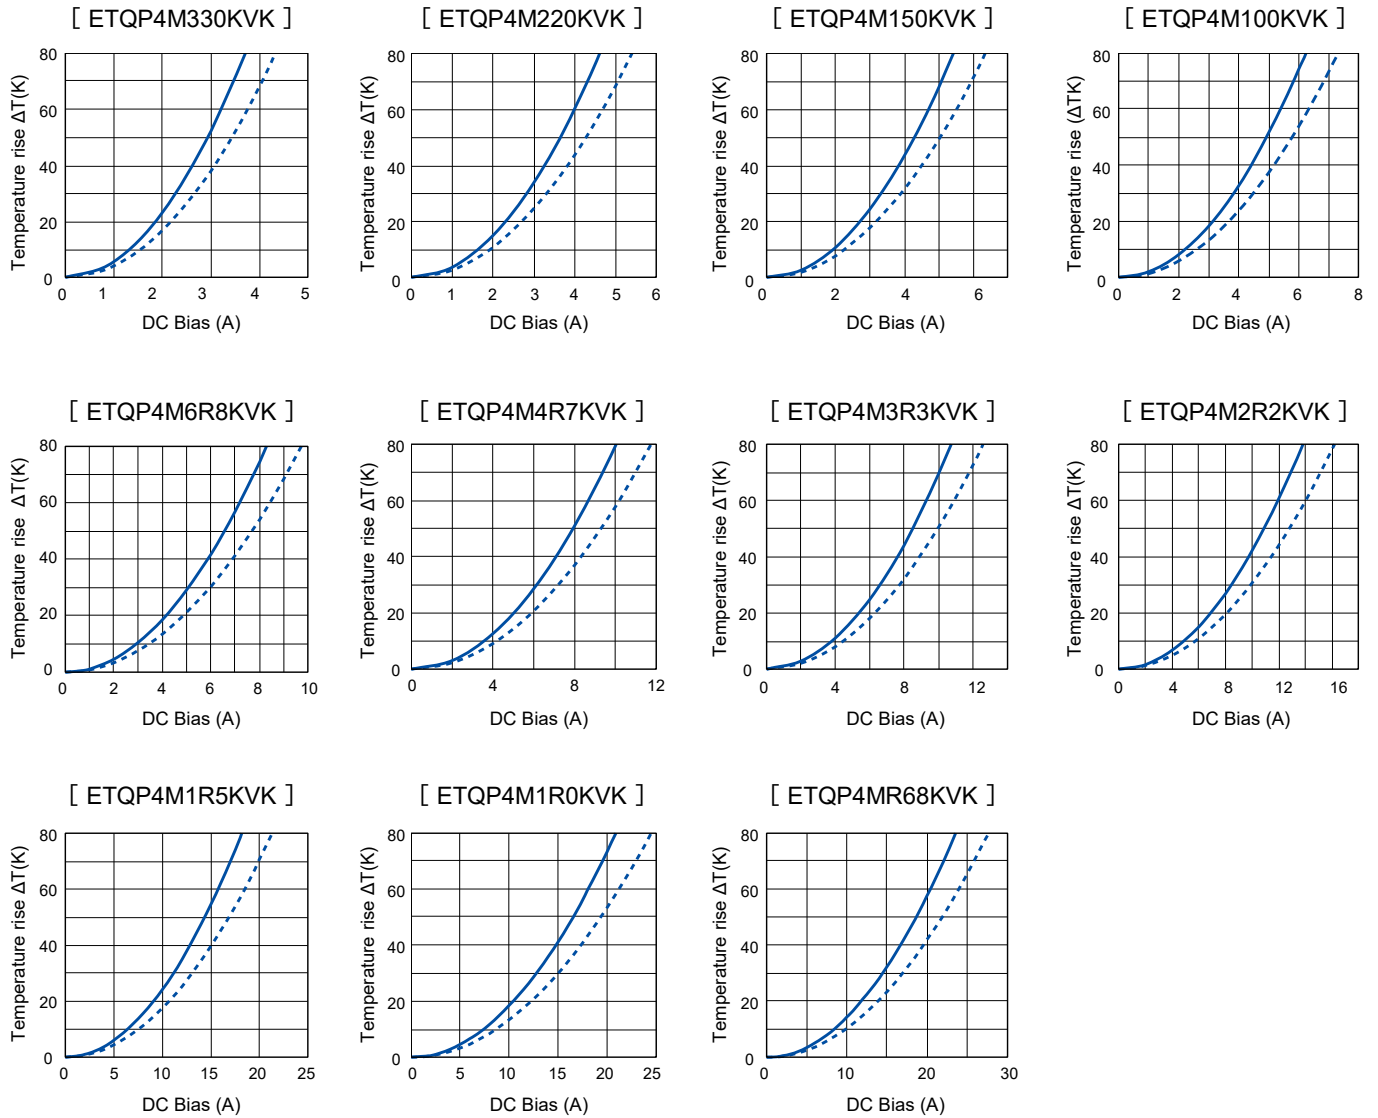 [ ETQP4M330KVK ]
Temperature rise ΔT(K)
80
60
40
20
0
0 1 2 3 4 5
DC Bias (A)
[ ETQP4M220KVK ]
Temperature rise ΔT(K)
80
60
40
20
0
0 1 2 3 4 5 6
DC Bias (A)
[ ETQP4M150KVK ]
Temperature rise ΔT(K)
80
60
40
20
0
0 2 4 6
DC Bias (A)
[ ETQP4M100KVK ]
Temperature rise (ΔTK)
80
60
40
20
0
0 2 4 6 8
DC Bias (A)
[ ETQP4M6R8KVK ]
Temperature rise ΔT(K)
80
60
40
20
0
0 2 4 6 8 10
DC Bias (A)
[ ETQP4M4R7KVK ]
Temperature rise ΔT(K)
80
60
40
20
0
0 4 8 12
DC Bias (A)
[ ETQP4M3R3KVK ]
Temperature rise ΔT(K)
80
60
40
20
0
0 4 8 12
DC Bias (A)
[ ETQP4M2R2KVK ]
Temperature rise ΔT(K)
80
60
40
20
0
0 4 8 12 16
DC Bias (A)
[ ETQP4M1R5KVK ]
Temperature rise ΔT(K)
80
60
40
20
0
0 5 10 15 20 25
DC Bias (A)
[ ETQP4M1R0KVK ]
Temperature rise ΔT(K)
80
60
40
20
0
0 5 10 15 20 25
DC Bias (A)
[ ETQP4MR68KVK ]
Temperature rise ΔT(K)
80
60
40
20
0
0 10 20 30
DC Bias (A)